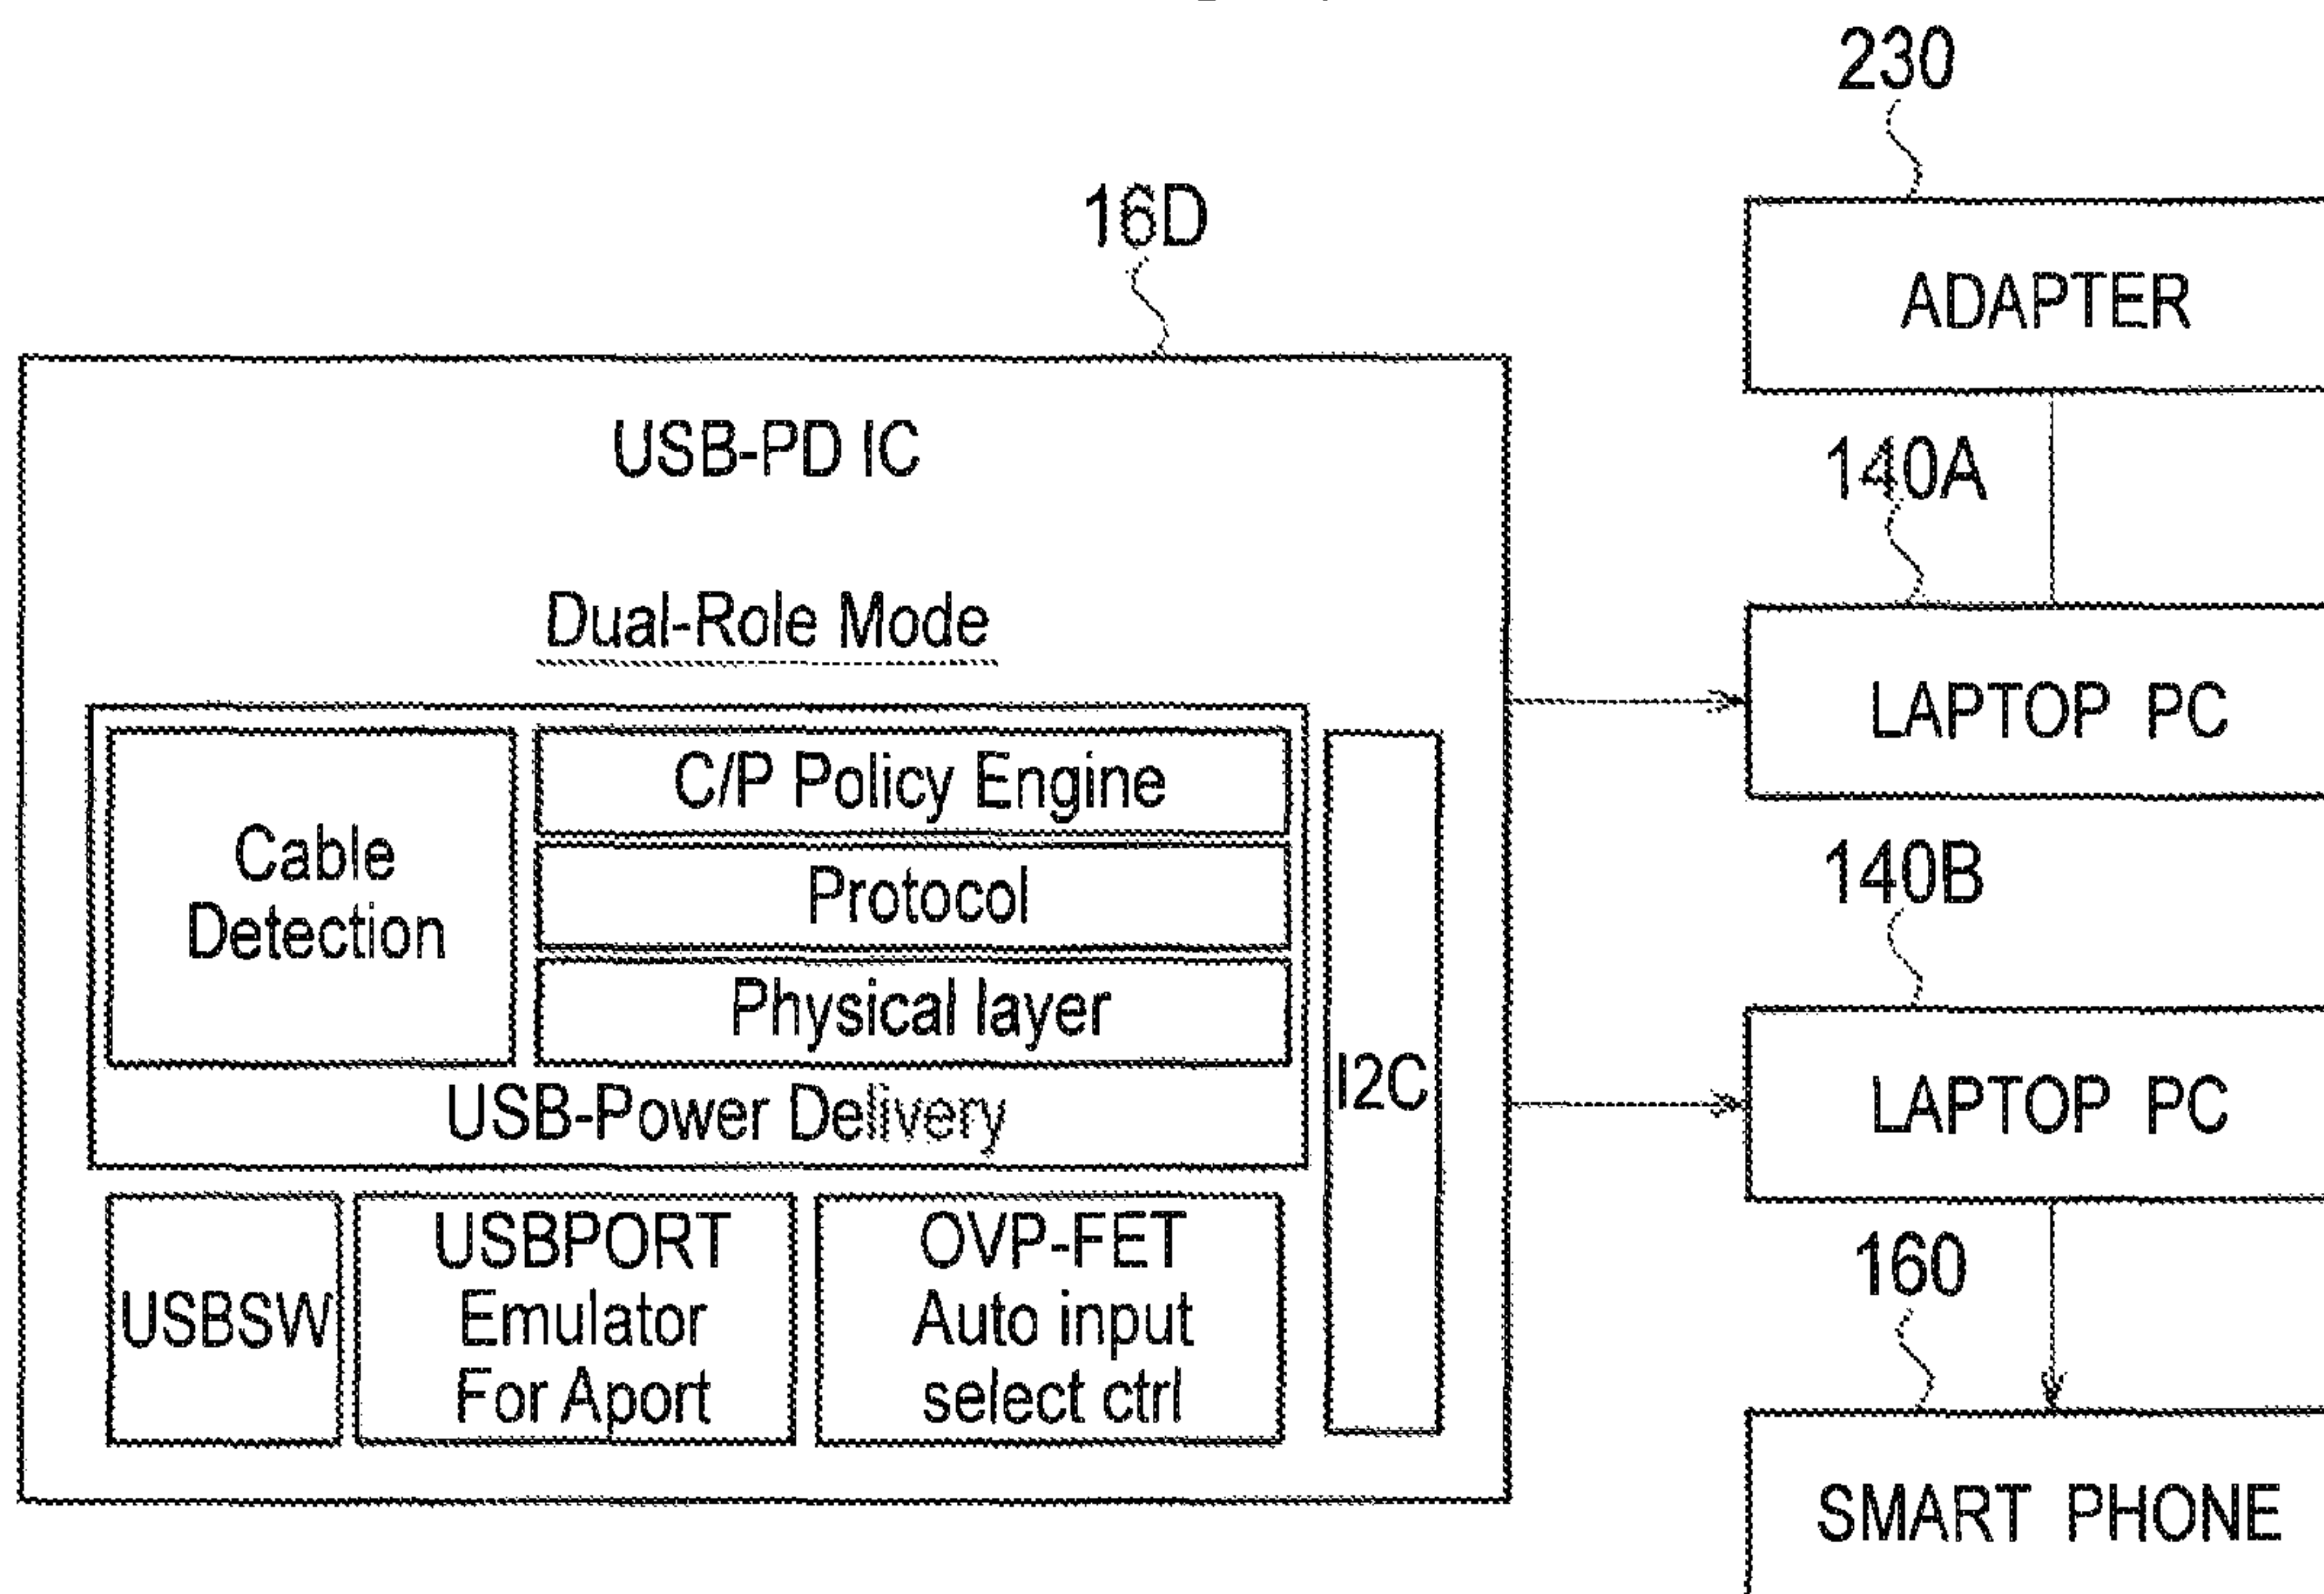 230
16D
ADAPTER
USB-PD IC
140A
Dual-Role Mode
LAPTOP PC
C/P Policy Engine
Cable
Detection
Protocol
140B
Physical layer
I2C
LAPTOP PC
USB-Power Delivery
USBSW
USBPORT
Emulator
For Aport
OVP-FET
Auto input
select ctrl
160
SMART PHONE